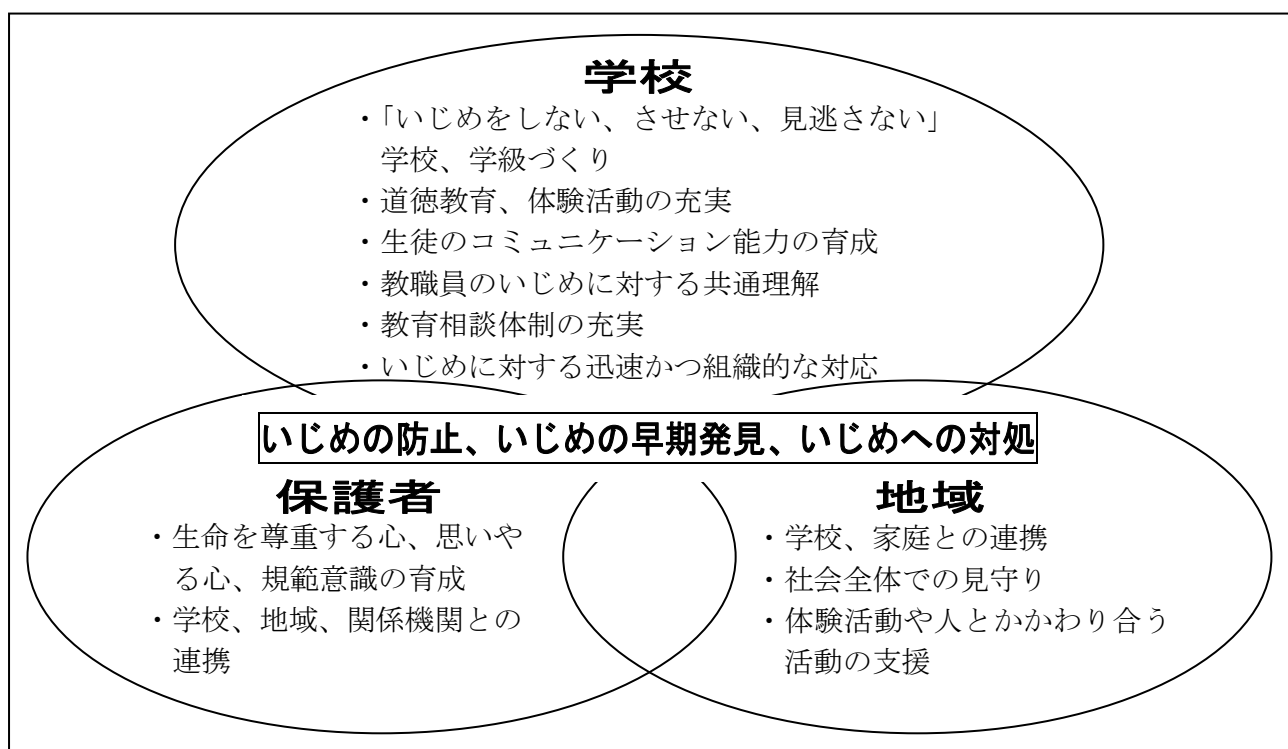 学校
・「いじめをしない、させない、見逃さない」
学校、学級づくり
・道徳教育、体験活動の充実
・生徒のコミュニケーション能力の育成
・教職員のいじめに対する共通理解
・教育相談体制の充実
・いじめに対する迅速かつ組織的な対応
いじめの防止、いじめの早期発見、いじめへの対処
保護者
・生命を尊重する心、思いや
る心、規範意識の育成
・学校、地域、関係機関との
連携
地域
・学校、家庭との連携
・社会全体での見守り
・体験活動や人とかかわり合う
活動の支援